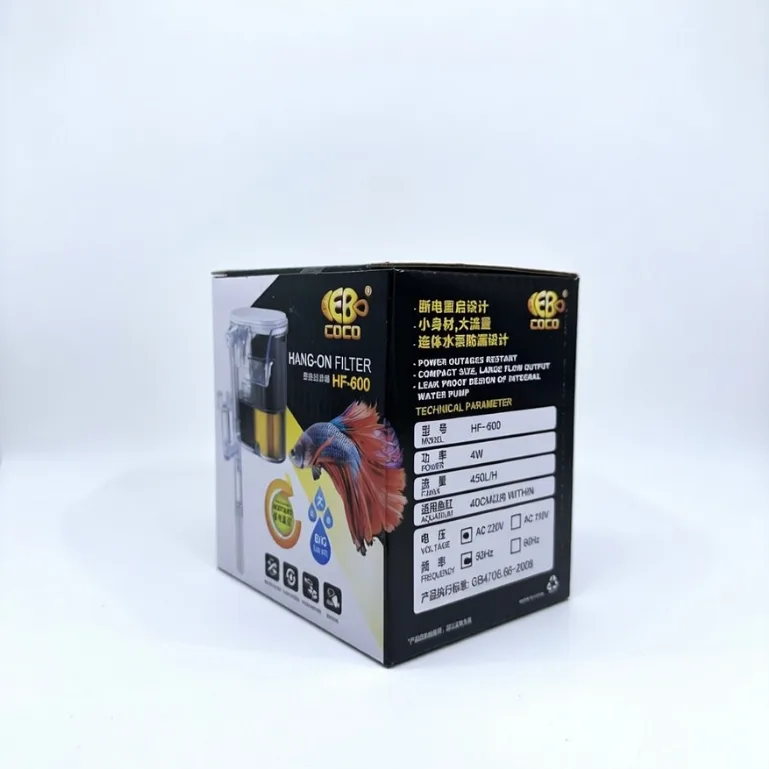 EB
COCO
®
HANG-ON FILTER
HF-600
BIG
EB
COCO
®
·断电重启设计
·小身材,大流量
·连体水泵防漏设计
·POWER OUTAGES RESTART
·COMPACT SIZE, LARGE FLOW OUTPUT
·LEAK PROOF DESIGN OF INTEGRAL
WATER PUMP
TECHNICAL PARAMETER
型号 HF-600
MODEL
功率 4W
POWER
流量 450L/H
适用鱼缸 40CM以内 WITHIN
AQUARIUM
电压 AC 220V AC 110V
VOLTAGE
频率 50Hz 60Hz
FREQUENCY
产品执行标准: GB4706.66-2008